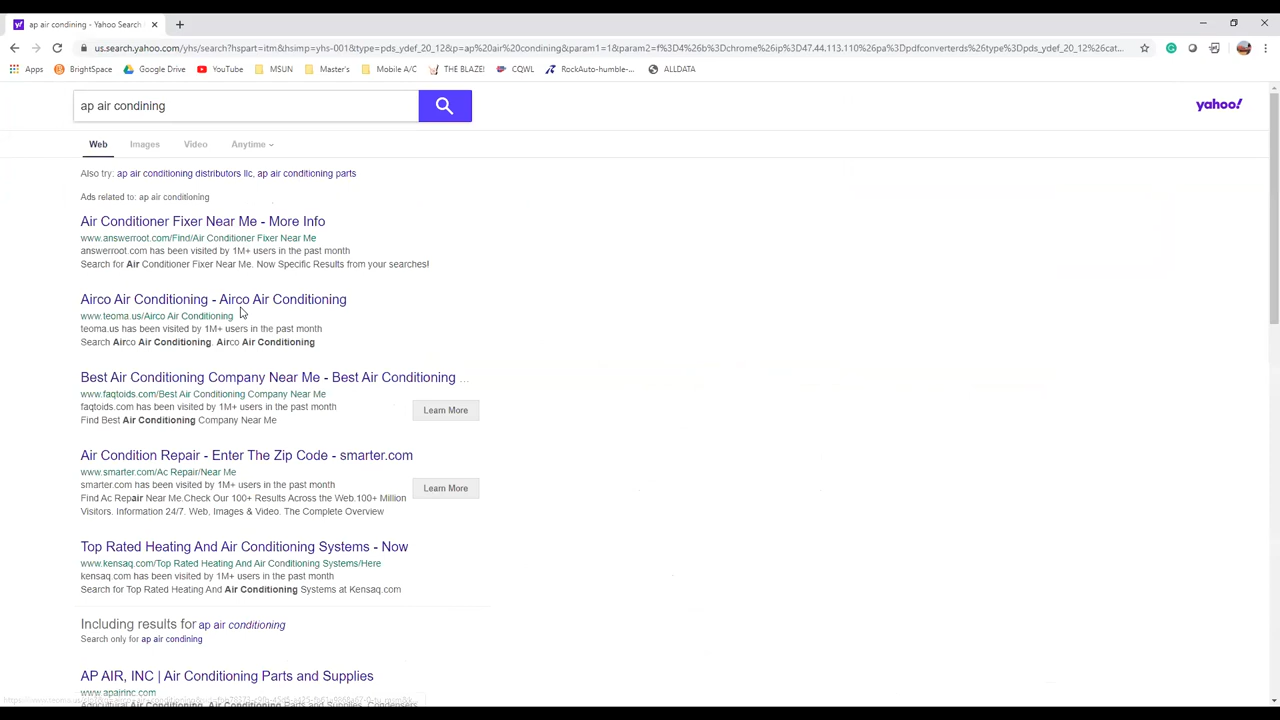 ap air condining - Yahoo Search
us.search.yahoo.com/yhs/search?hspart=itm&hsimp=yhs-001&type=pds_ydef_20_12&p=ap%20air%20condining&param1=1&param2=f%3D4%26b%3Dchrome%26ip%3D47.44.113.110%26pa%3Dpdfconverterds%26type%3Dpds_ydef_20_12%26cat...
Apps BrightSpace Google Drive YouTube MSUN Master's Mobile A/C THE BLAZE! CQWL RockAuto-humble-... ALLDATA
ap air condining
yahoo!
Web Images Video Anytime
Also try: ap air conditioning distributors llc, ap air conditioning parts
Ads related to: ap air conditioning
Air Conditioner Fixer Near Me - More Info
www.answerroot.com/Find/Air Conditioner Fixer Near Me
answerroot.com has been visited by 1M+ users in the past month
Search for Air Conditioner Fixer Near Me. Now Specific Results from your searches!
Airco Air Conditioning - Airco Air Conditioning
www.teoma.us/Airco Air Conditioning
teoma.us has been visited by 1M+ users in the past month
Search Airco Air Conditioning. Airco Air Conditioning
Best Air Conditioning Company Near Me - Best Air Conditioning ...
www.faqtoids.com/Best Air Conditioning Company Near Me
faqtoids.com has been visited by 1M+ users in the past month
Learn More
Find Best Air Conditioning Company Near Me
Air Condition Repair - Enter The Zip Code - smarter.com
www.smarter.com/Ac Repair/Near Me
smarter.com has been visited by 1M+ users in the past month
Learn More
Find Ac Repair Near Me.Check Our 100+ Results Across the Web.100+ Million
Visitors. Information 24/7. Web, Images & Video. The Complete Overview
Top Rated Heating And Air Conditioning Systems - Now
www.kensaq.com/Top Rated Heating And Air Conditioning Systems/Here
kensaq.com has been visited by 1M+ users in the past month
Search for Top Rated Heating And Air Conditioning Systems at Kensaq.com
Including results for ap air conditioning
Search only for ap air condining
AP AIR, INC | Air Conditioning Parts and Supplies
www.apairinc.com
Agricultural Air Conditioning, Air Conditioning Parts and Supplies, Condensers